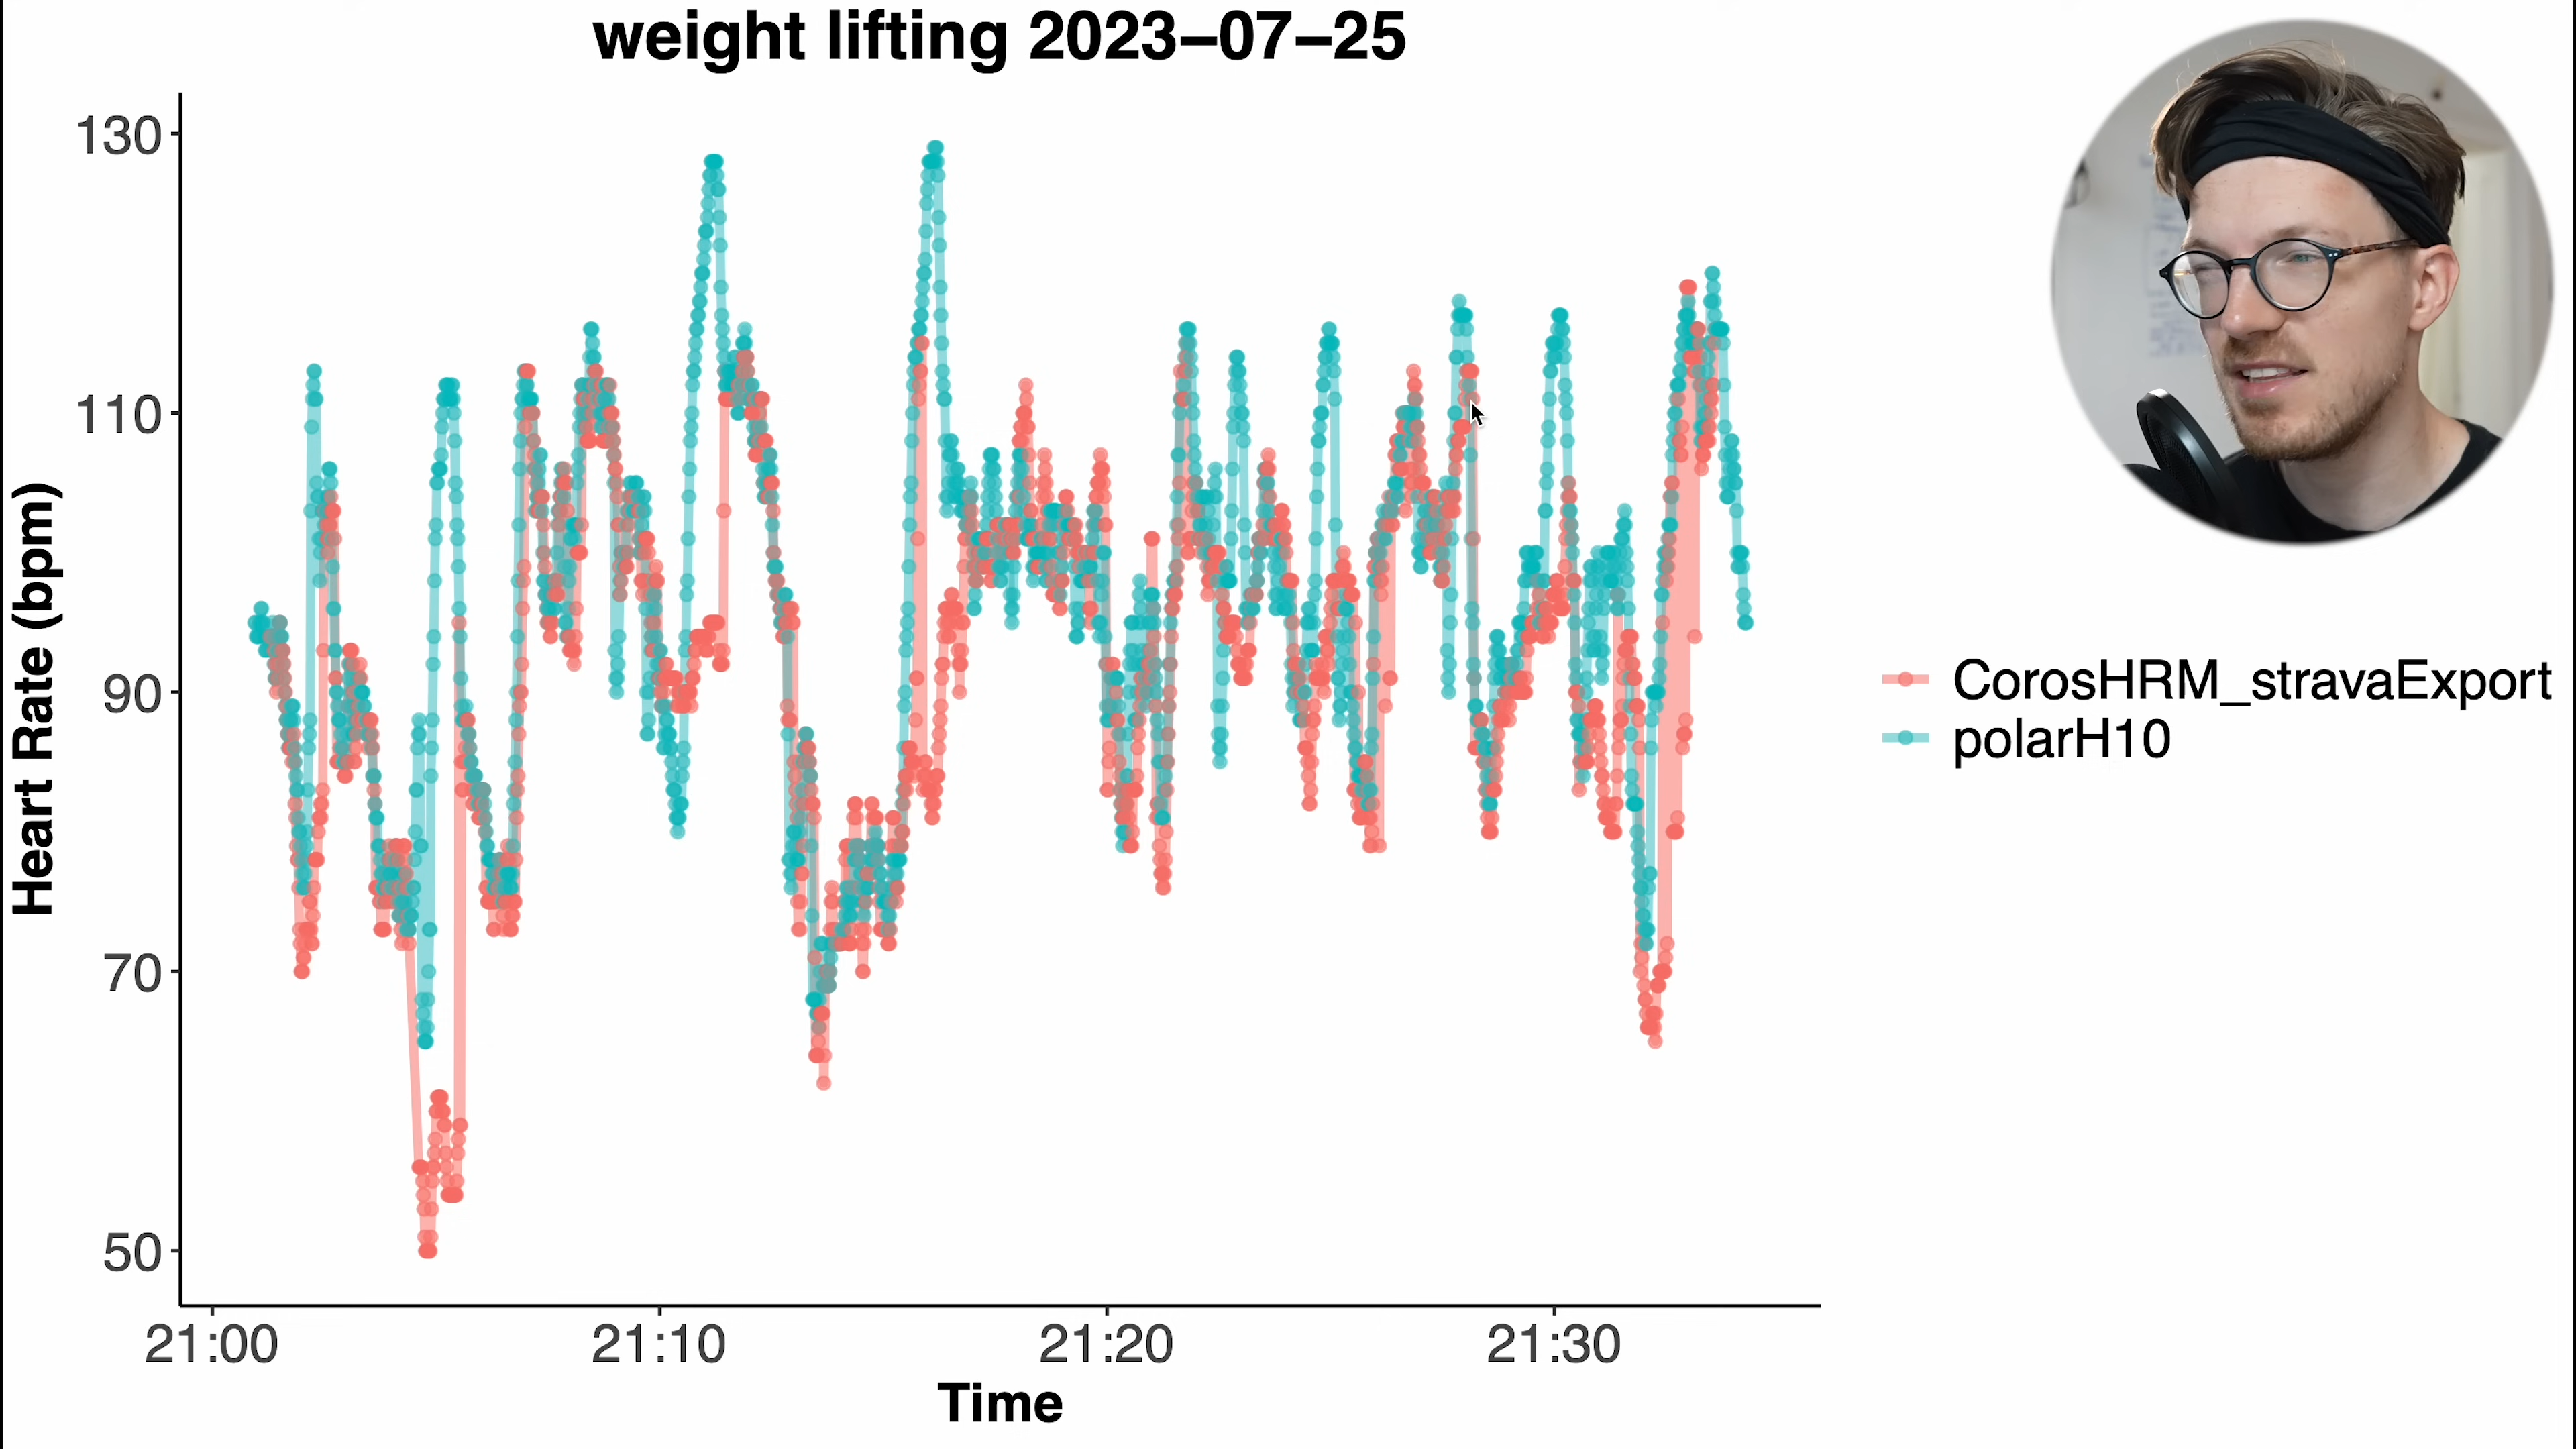 weight lifting 2023–07–25
130
110
90
70
50
Heart Rate (bpm)
21:00
21:10
21:20
21:30
Time
CorosHRM_stravaExport
polarH10